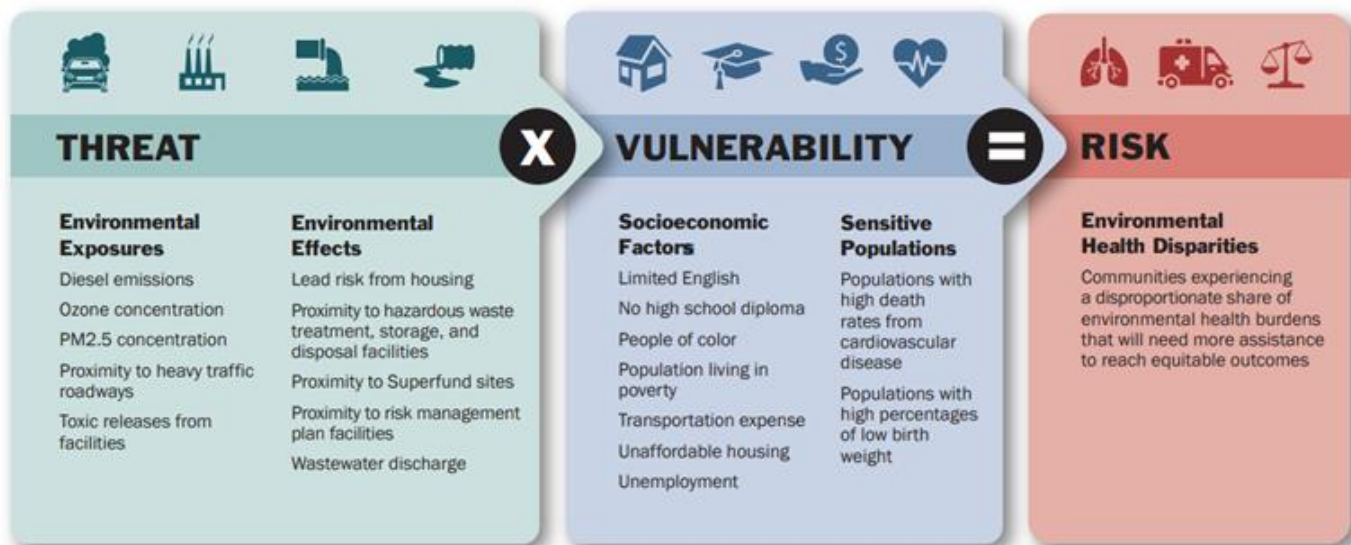 $
THREAT
X
VULNERABILITY
=
RISK
Environmental
Exposures
Diesel emissions
Ozone concentration
PM2.5 concentration
Proximity to heavy traffic
roadways
Toxic releases from
facilities
Environmental
Effects
Lead risk from housing
Proximity to hazardous waste
treatment, storage, and
disposal facilities
Proximity to Superfund sites
Proximity to risk management
plan facilities
Wastewater discharge
Socioeconomic
Factors
Limited English
No high school diploma
People of color
Population living in
poverty
Transportation expense
Unaffordable housing
Unemployment
Sensitive
Populations
Populations with
high death
rates from
cardiovascular
disease
Populations with
high percentages
of low birth
weight
Environmental
Health Disparities
Communities experiencing
a disproportionate share of
environmental health burdens
that will need more assistance
to reach equitable outcomes